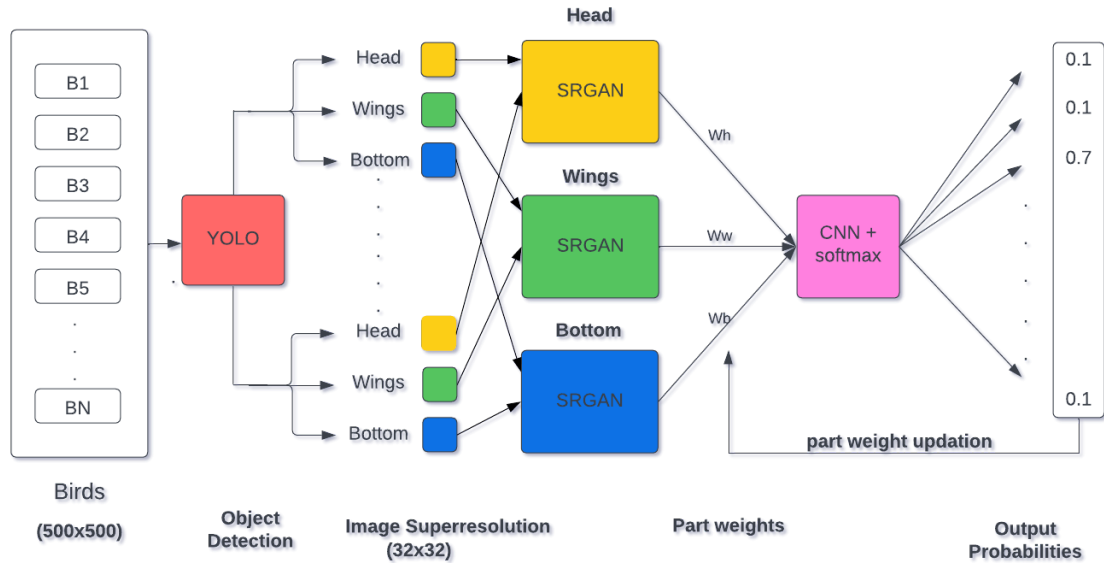 Head
B1
B2
B3
B4
B5
BN
Birds
(500x500)
YOLO
Object
Detection
Head
Wings
Bottom
Head
Wings
Bottom
Image Superresolution
(32x32)
SRGAN
Wings
SRGAN
Bottom
SRGAN
Wh
Ww
Wb
Part weights
CNN +
softmax
part weight updation
0.1
0.1
0.7
0.1
Output
Probabilities